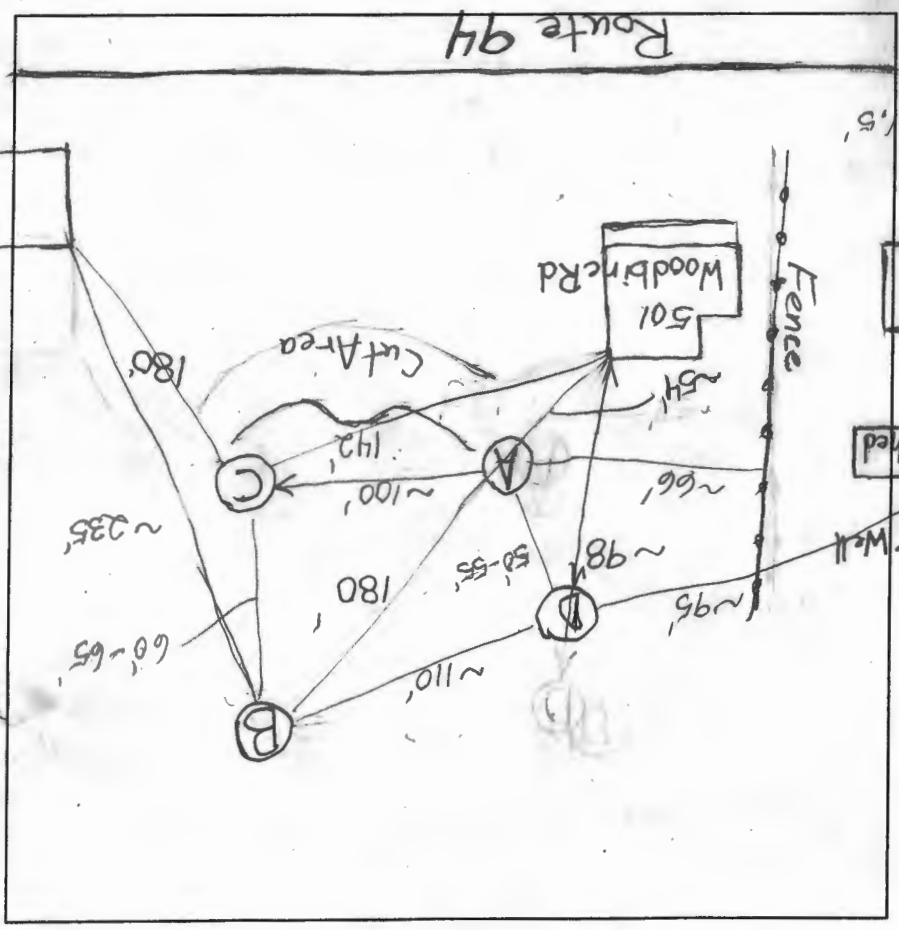 B
~110'
60'-65'
D
~95'
~98'
50'-55'
180'
~235'
Well
hed
~66'
A
~100'
C
142'
~54'
Cut Area
180'
Fence
501
Woodbine Rd
Route 94